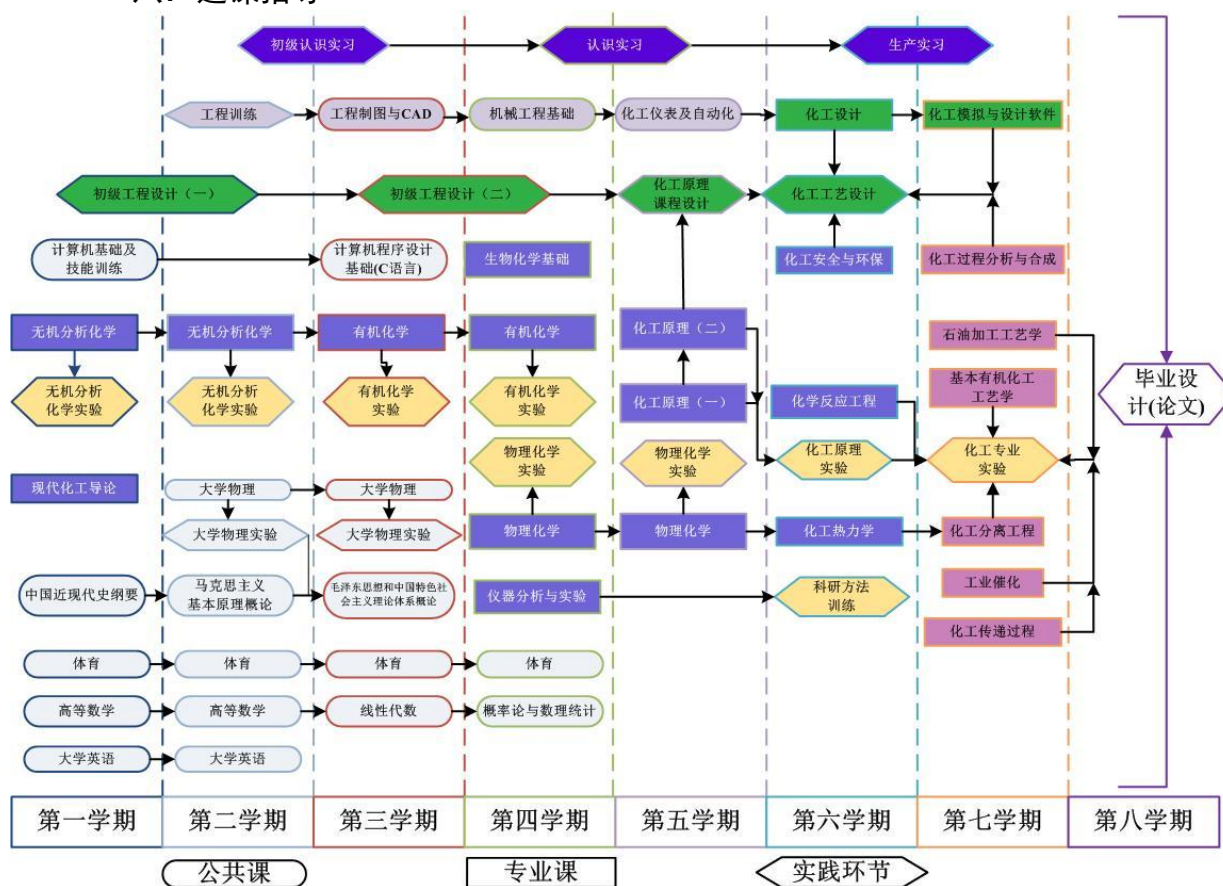 初级认识实习
认识实习
生产实习
工程训练
工程制图与CAD
机械工程基础
化工仪表及自动化
化工设计
化工模拟与设计软件
初级工程设计（一）
初级工程设计（二）
化工原理
课程设计
化工工艺设计
计算机基础及
技能训练
计算机程序设计
基础(C语言)
生物化学基础
化工安全与环保
化工过程分析与合成
无机分析化学
无机分析化学
有机化学
有机化学
化工原理（二）
石油加工工艺学
无机分析
化学实验
无机分析
化学实验
有机化学
实验
有机化学
实验
化工原理（一）
化学反应工程
基本有机化工
工艺学
毕业设
计(论文)
物理化学
实验
物理化学
实验
化工原理
实验
化工专业
实验
现代化工导论
大学物理
大学物理
大学物理实验
大学物理实验
物理化学
物理化学
化工热力学
化工分离工程
中国近现代史纲要
马克思主义
基本原理概论
毛泽东思想和中国特色社
会主义理论体系概论
仪器分析与实验
科研方法
训练
工业催化
化工传递过程
体育
体育
体育
体育
高等数学
高等数学
线性代数
概率论与数理统计
大学英语
大学英语
第一学期
第二学期
第三学期
第四学期
第五学期
第六学期
第七学期
第八学期
公共课
专业课
实践环节